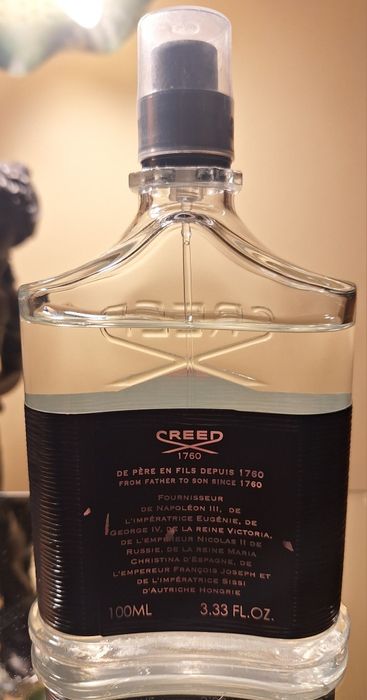 CREED
CREED
1760
DE PÈRE EN FILS DEPUIS 1760
FROM FATHER TO SON SINCE 1760
FOURNISSEUR
DE NAPOLÉON III, DE
L'IMPÉRATRICE EUGÉNIE, DE
GEORGE IV, DE LA REINE VICTORIA,
DE L'EMPEREUR NICOLAS II DE
RUSSIE, DE LA REINE MARIA
CHRISTINA D'ESPAGNE, DE
L'EMPEREUR FRANÇOIS JOSEPH ET
DE L'IMPÉRATRICE SISSI
D'AUTRICHE HONGRIE
100ML 3.33 FL.OZ.